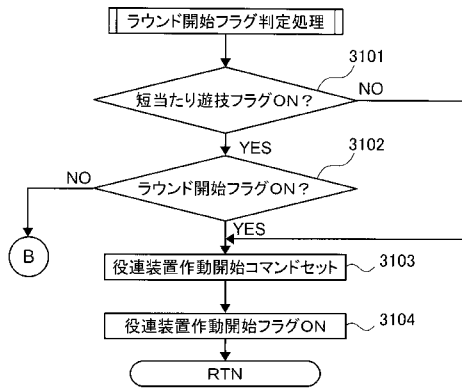 ラウンド開始フラグ判定処理
3101
短当たり遊技フラグON？
NO
YES
3102
NO
ラウンド開始フラグON？
YES
B
役連装置作動開始コマンドセット
3103
役連装置作動開始フラグON
3104
RTN